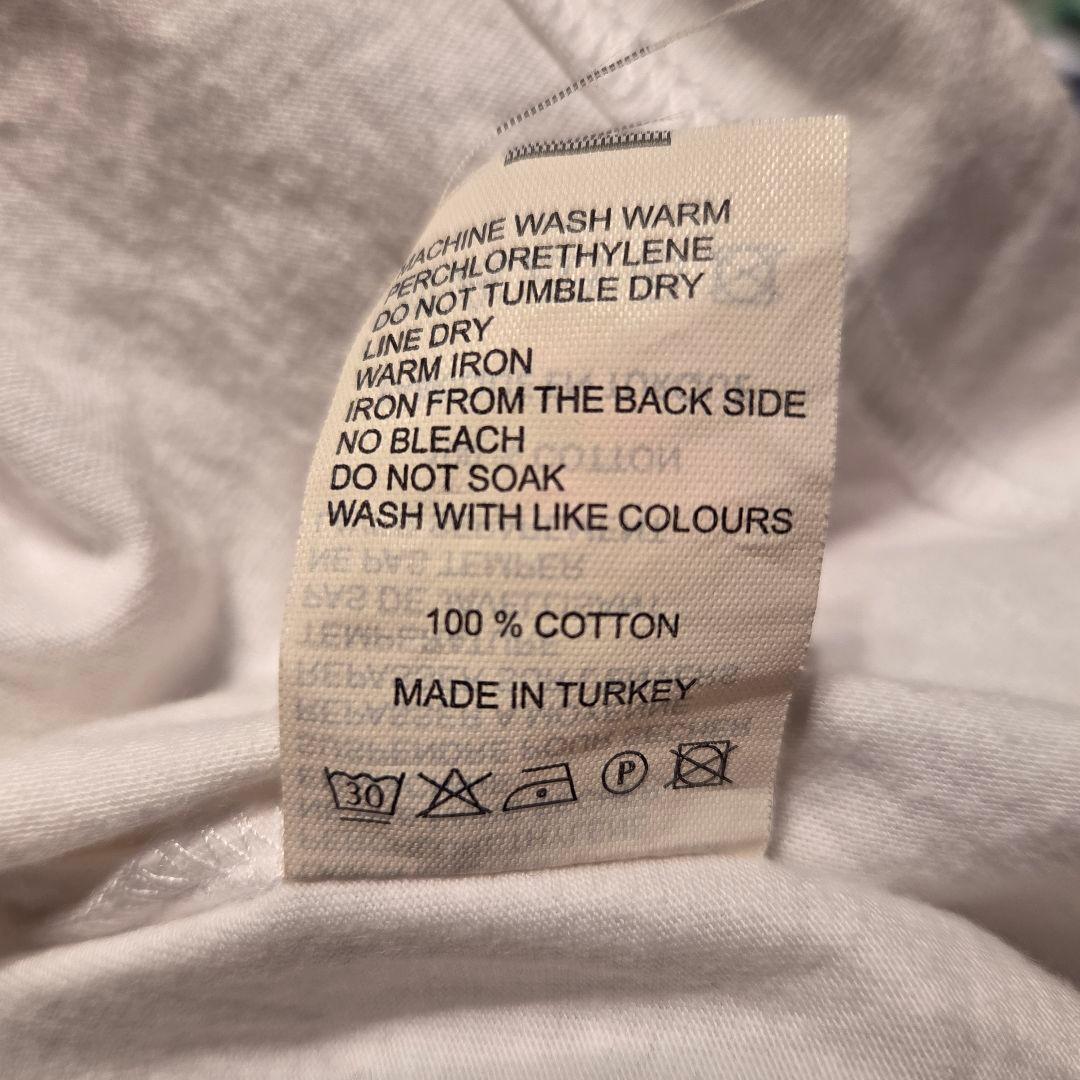 MACHINE WASH WARM
PERCHLORETHYLENE
DO NOT TUMBLE DRY
LINE DRY
WARM IRON
IRON FROM THE BACK SIDE
NO BLEACH
DO NOT SOAK
WASH WITH LIKE COLOURS
100 % COTTON
MADE IN TURKEY
30 P